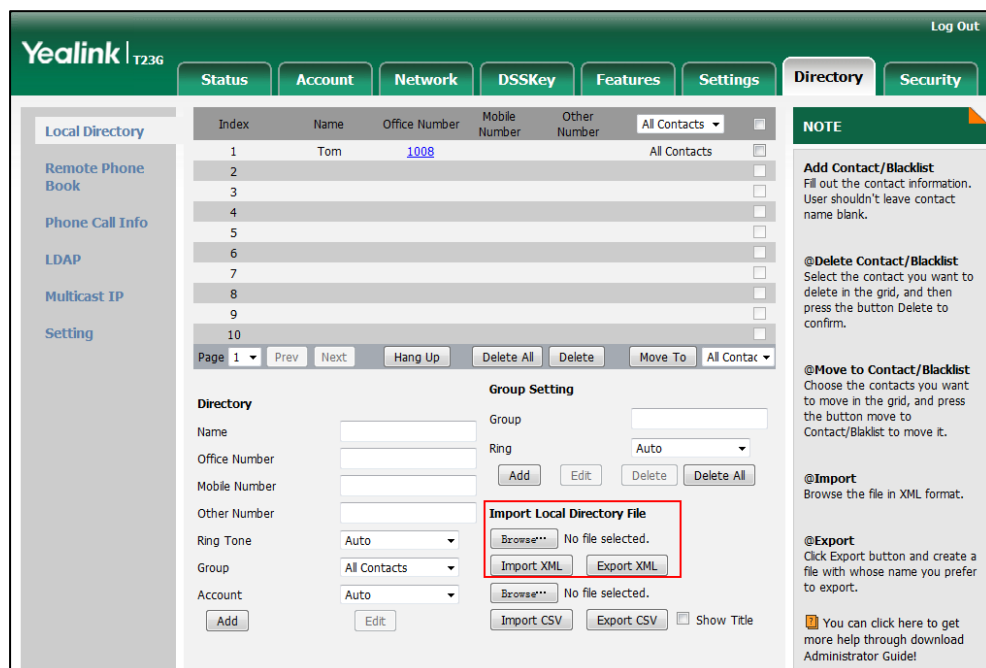 Log Out
Yealink | T23G
Status Account Network DSSKey Features Settings Directory Security
Local Directory
Remote Phone
Book
Phone Call Info
LDAP
Multicast IP
Setting
Index Name Office Number Mobile Number Other Number All Contacts
1 Tom 1008 All Contacts
2
3
4
5
6
7
8
9
10
Page 1 Prev Next Hang Up Delete All Delete Move To All Contac
Directory
Name
Office Number
Mobile Number
Other Number
Ring Tone Auto
Group All Contacts
Account Auto
Add Edit
Group Setting
Group
Ring Auto
Add Edit Delete Delete All
Import Local Directory File
Browse... No file selected.
Import XML Export XML
Browse... No file selected.
Import CSV Export CSV Show Title
NOTE
Add Contact/Blacklist
Fill out the contact information.
User shouldn't leave contact
name blank.
@Delete Contact/Blacklist
Select the contact you want to
delete in the grid, and then
press the button Delete to
confirm.
@Move to Contact/Blacklist
Choose the contacts you want
to move in the grid, and press
the button move to
Contact/Blaklist to move it.
@Import
Browse the file in XML format.
@Export
Click Export button and create a
file with whose name you prefer
to export.
You can click here to get
more help through download
Administrator Guide!